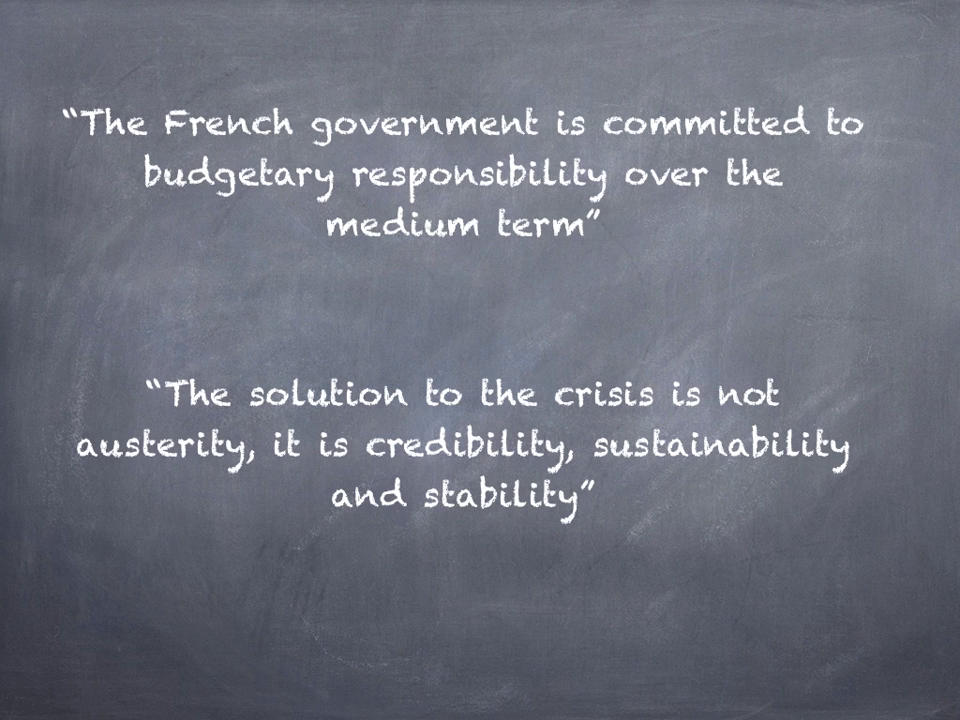 “The French government is committed to
budgetary responsibility over the
medium term”
“The solution to the crisis is not
austerity, it is credibility, sustainability
and stability”